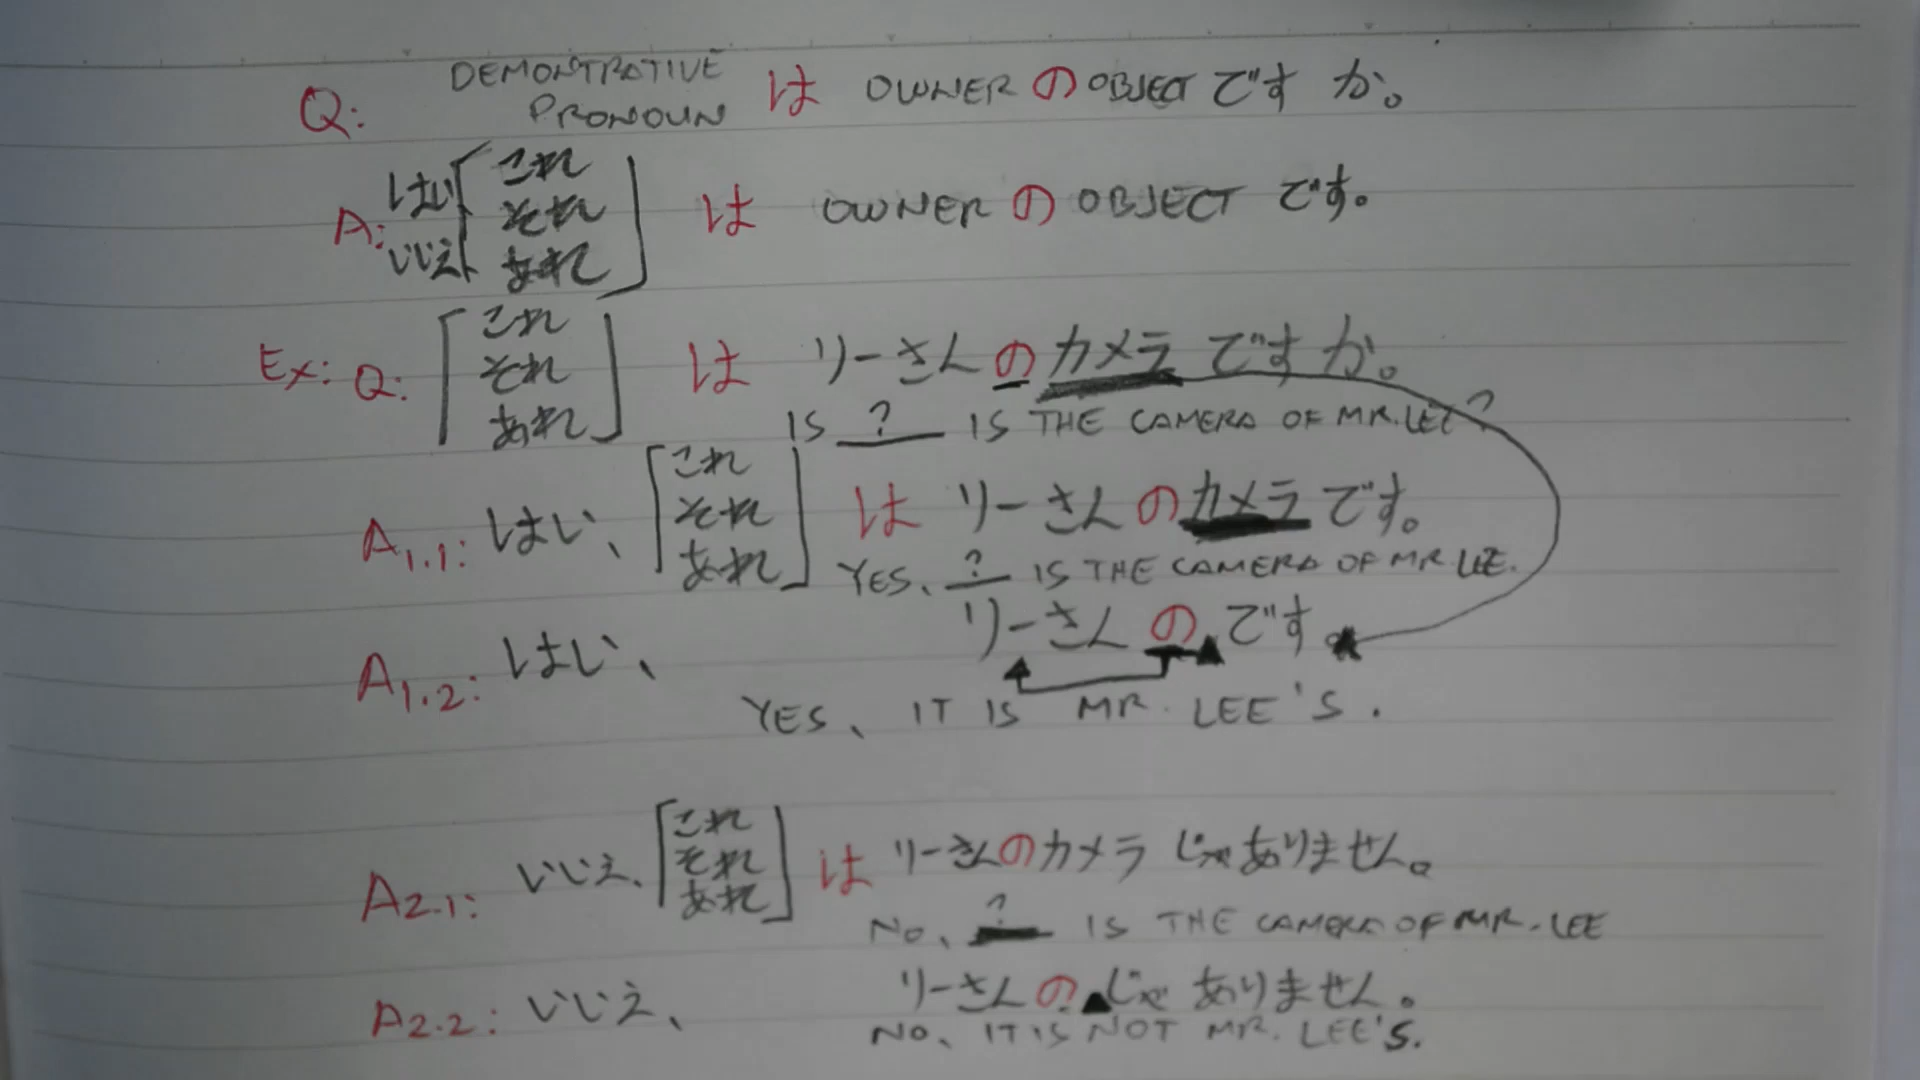 Q: DEMONTRATIVE PRONOUN は OWNER の OBJECT ですか。
A: はい いいえ [これ それ あれ] は OWNER の OBJECT です。
Ex: Q: [これ それ あれ] は リーさんのカメラですか。
IS ? IS THE CAMERA OF MR. LEE?
A1.1: はい、[これ それ あれ] は リーさんのカメラです。
YES、 ? IS THE CAMERA OF MR. LEE.
A1.2: はい、 リーさんの▲です ★
YES、 IT IS MR. LEE'S.
A2.1: いいえ、[これ それ あれ] は リーさんのカメラじゃありません。
NO、 ? IS THE CAMERA OF MR. LEE
A2.2: いいえ、 リーさんの▲じゃありません。
NO、 IT IS NOT MR. LEE'S.